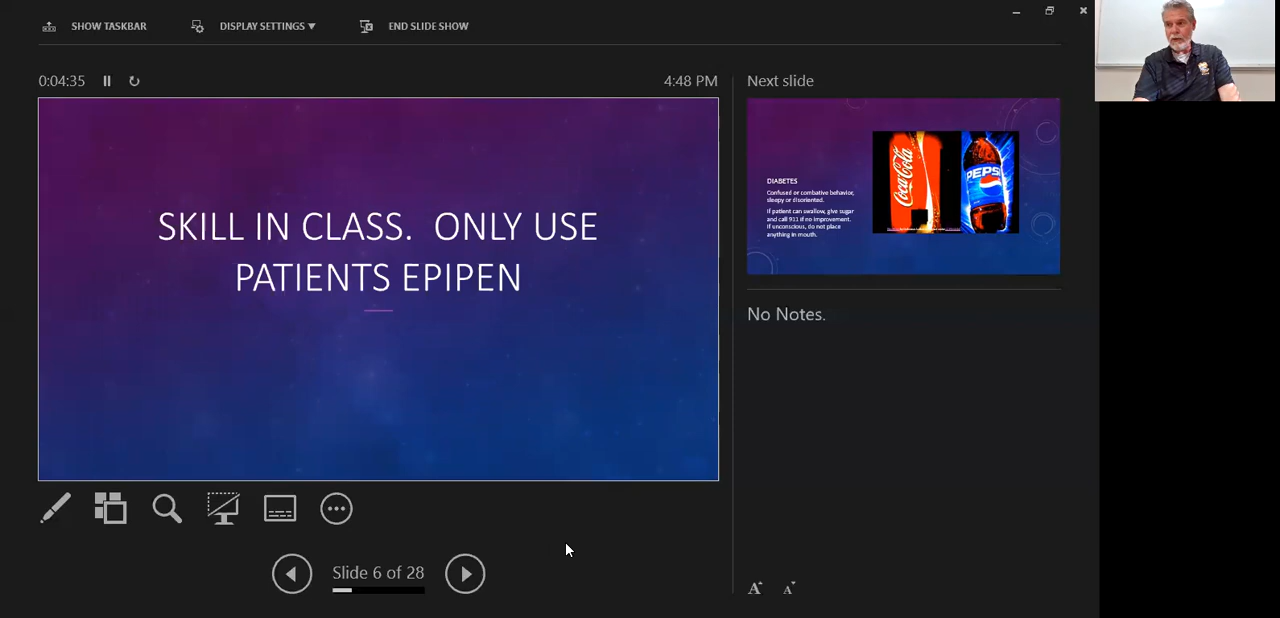 SHOW TASKBAR
DISPLAY SETTINGS ▼
END SLIDE SHOW
0:04:35
4:48 PM
SKILL IN CLASS. ONLY USE
PATIENTS EPIPEN
Slide 6 of 28
Next slide
DIABETES
Confused or combative behavior,
sleepy or disoriented.
If patient can swallow, give sugar
and call 911 if no improvement.
If unconscious, do not place
anything in mouth.
Coca-Cola
PEPSI
No Notes.
A
A